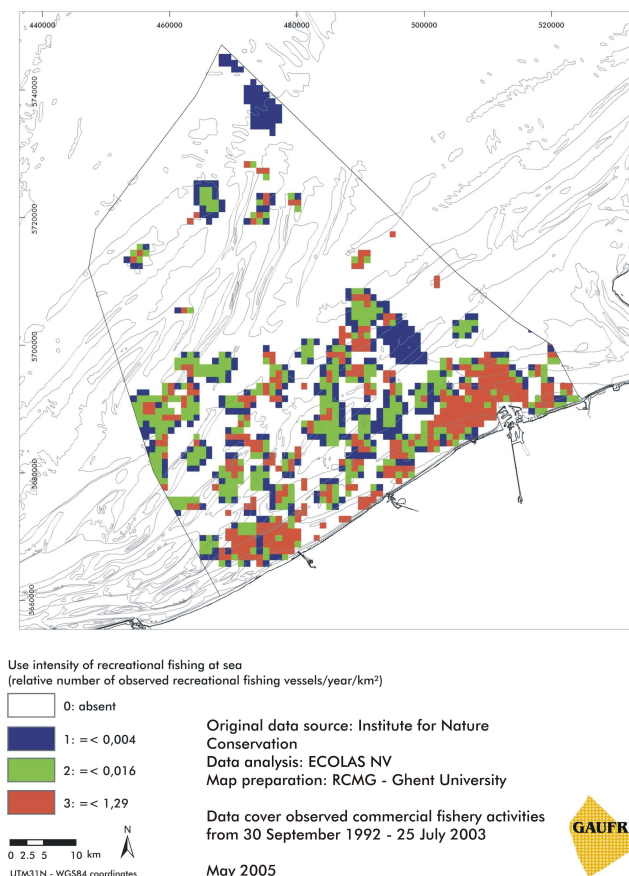 440000 460000 480000 500000 520000
5740000
5720000
5700000
5680000
5660000
Use intensity of recreational fishing at sea
(relative number of observed recreational fishing vessels/year/km²)
0: absent
1: =< 0,004
2: =< 0,016
3: =< 1,29
Original data source: Institute for Nature
Conservation
Data analysis: ECOLAS NV
Map preparation: RCMG - Ghent University
Data cover observed commercial fishery activities
from 30 September 1992 - 25 July 2003
May 2005
N
0 2.5 5 10 km
UTM31N - WGS84 coordinates
GAUFR